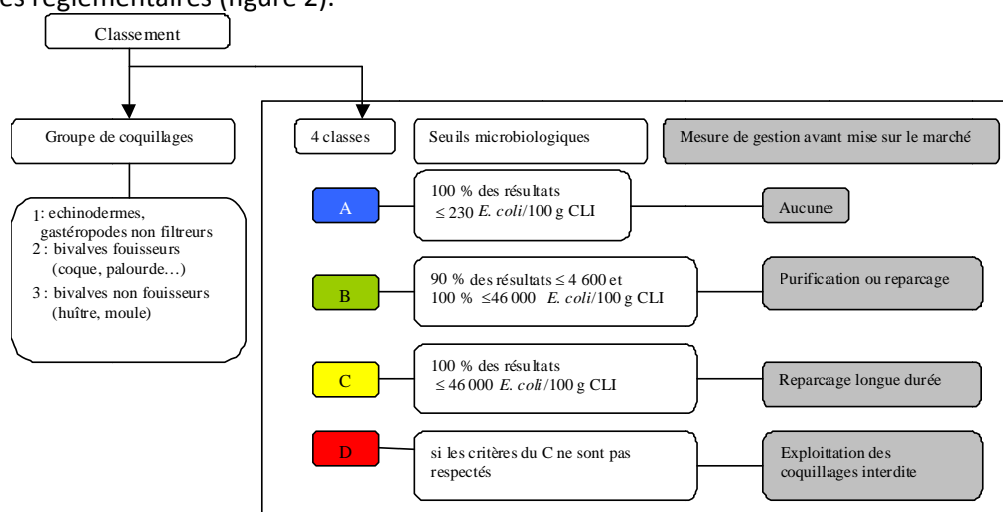 es réglementaires (figure 2).
Classement
Groupe de coquillages
4 classes
Seuils microbiologiques
Mesure de gestion avant mise sur le marché
1: echinodermes,
gastéropodes non filtreurs
2 : bivalves fouisseurs
(coque, palourde…)
3 : bivalves non fouisseurs
(huître, moule)
A
100 % des résultats
≤ 230 E. coli/100 g CLI
Aucune
B
90 % des résultats ≤ 4 600 et
100 % ≤46 000 E. coli/100 g CLI
Purification ou reparcage
C
100 % des résultats
≤ 46 000 E. coli/100 g CLI
Reparcage longue durée
D
si les critères du C ne sont pas
respectés
Exploitation des
coquillages interdite